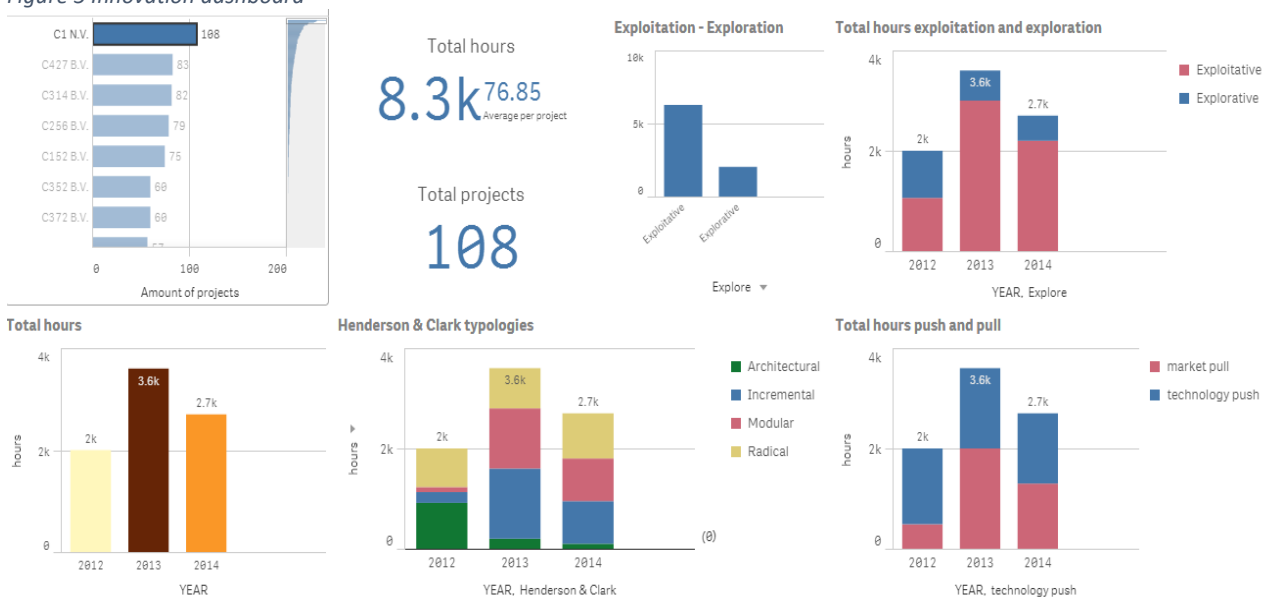 Figure 5 Innovation dashboard
C1 N.V.
108
C427 B.V.
83
C314 B.V.
82
C256 B.V.
79
C152 B.V.
75
C352 B.V.
60
C372 B.V.
60
0
100
200
Amount of projects
Total hours
8.3k
76.85
Average per project
Total projects
108
Exploitation - Exploration
10k
5k
0
Exploitative
Explorative
Explore
Total hours exploitation and exploration
4k
2k
0
hours
2k
3.6k
2.7k
2012
2013
2014
YEAR, Explore
Exploitative
Explorative
Total hours
4k
2k
0
hours
2k
3.6k
2.7k
2012
2013
2014
YEAR
Henderson & Clark typologies
4k
2k
0
hours
2k
3.6k
2.7k
(0)
2012
2013
2014
YEAR, Henderson & Clark
Architectural
Incremental
Modular
Radical
Total hours push and pull
4k
2k
0
hours
2k
3.6k
2.7k
2012
2013
2014
YEAR, technology push
market pull
technology push